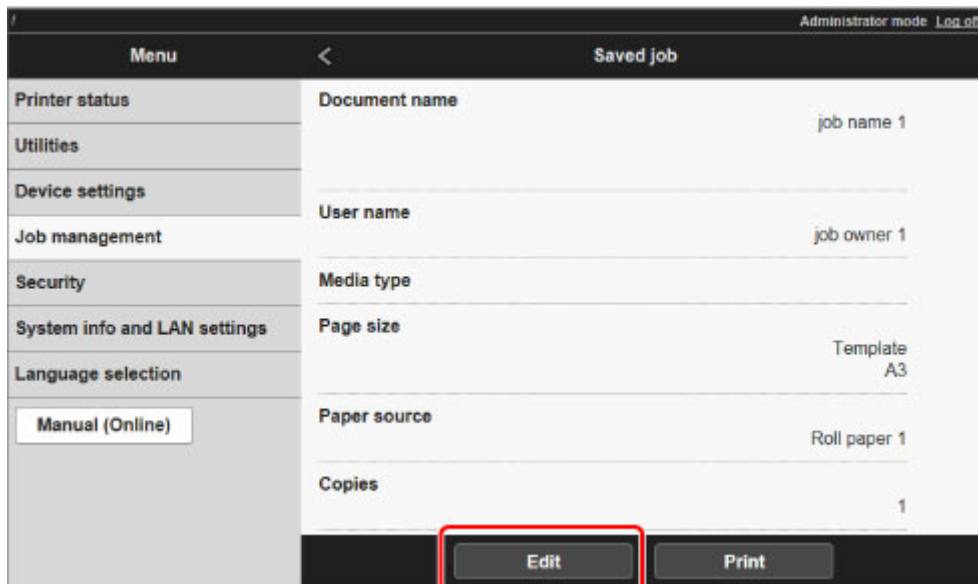 /
Administrator mode Log off
Menu
< Saved job
Printer status
Utilities
Device settings
Job management
Security
System info and LAN settings
Language selection
Manual (Online)
Document name
job name 1
User name
job owner 1
Media type
Page size
Template
A3
Paper source
Roll paper 1
Copies
1
Edit
Print